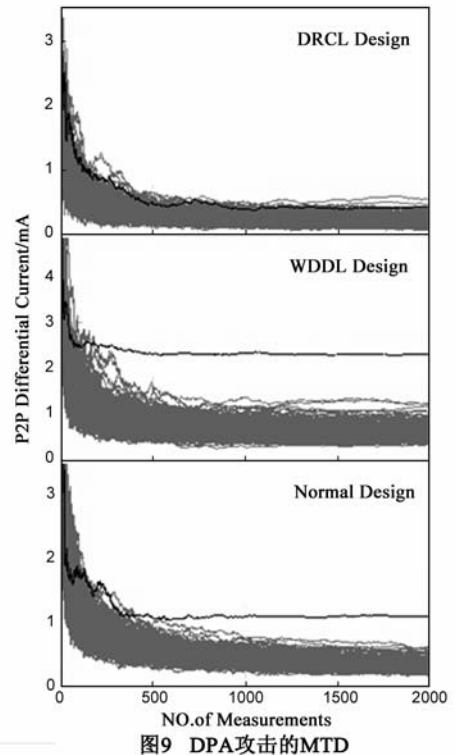 DRCL Design
3
2
1
0
WDDL Design
4
3
2
1
0
Normal Design
3
2
1
0
P2P Differential Current/mA
0 500 1000 1500 2000
NO.of Measurements
图9 DPA攻击的MTD